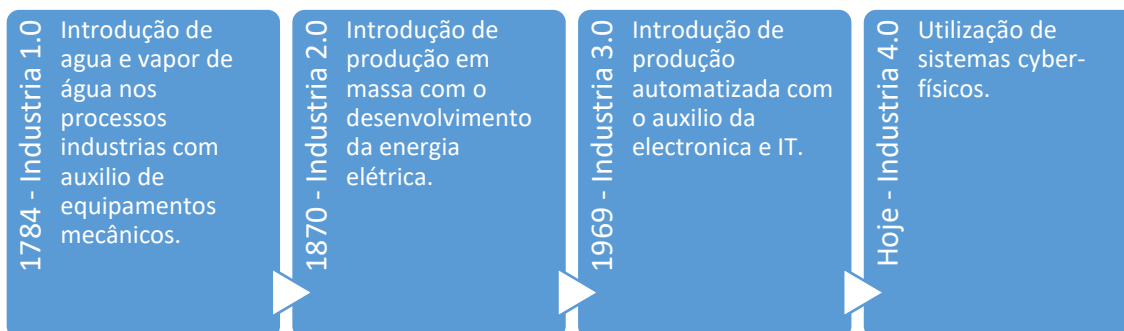 1784 - Industria 1.0
Introdução de
agua e vapor de
água nos
processos
industrias com
auxilio de
equipamentos
mecânicos.
1870 - Industria 2.0
Introdução de
produção em
massa com o
desenvolvimento
da energia
elétrica.
1969 - Industria 3.0
Introdução de
produção
automatizada com
o auxilio da
electronica e IT.
Hoje - Industria 4.0
Utilização de
sistemas cyber-
físicos.